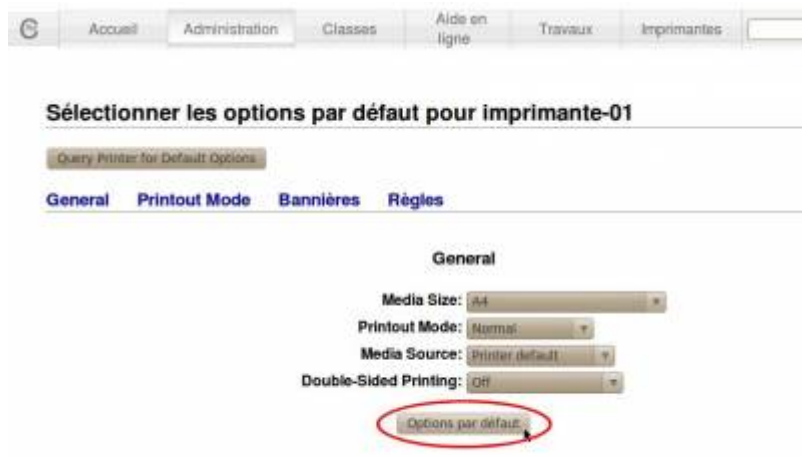 Accueil Administration Classes Aide en ligne Travaux Imprimantes
Sélectionner les options par défaut pour imprimante-01
Query Printer for Default Options
General Printout Mode Bannières Règles
General
Media Size: A4
Printout Mode: Normal
Media Source: Printer default
Double-Sided Printing: Off
Options par défaut